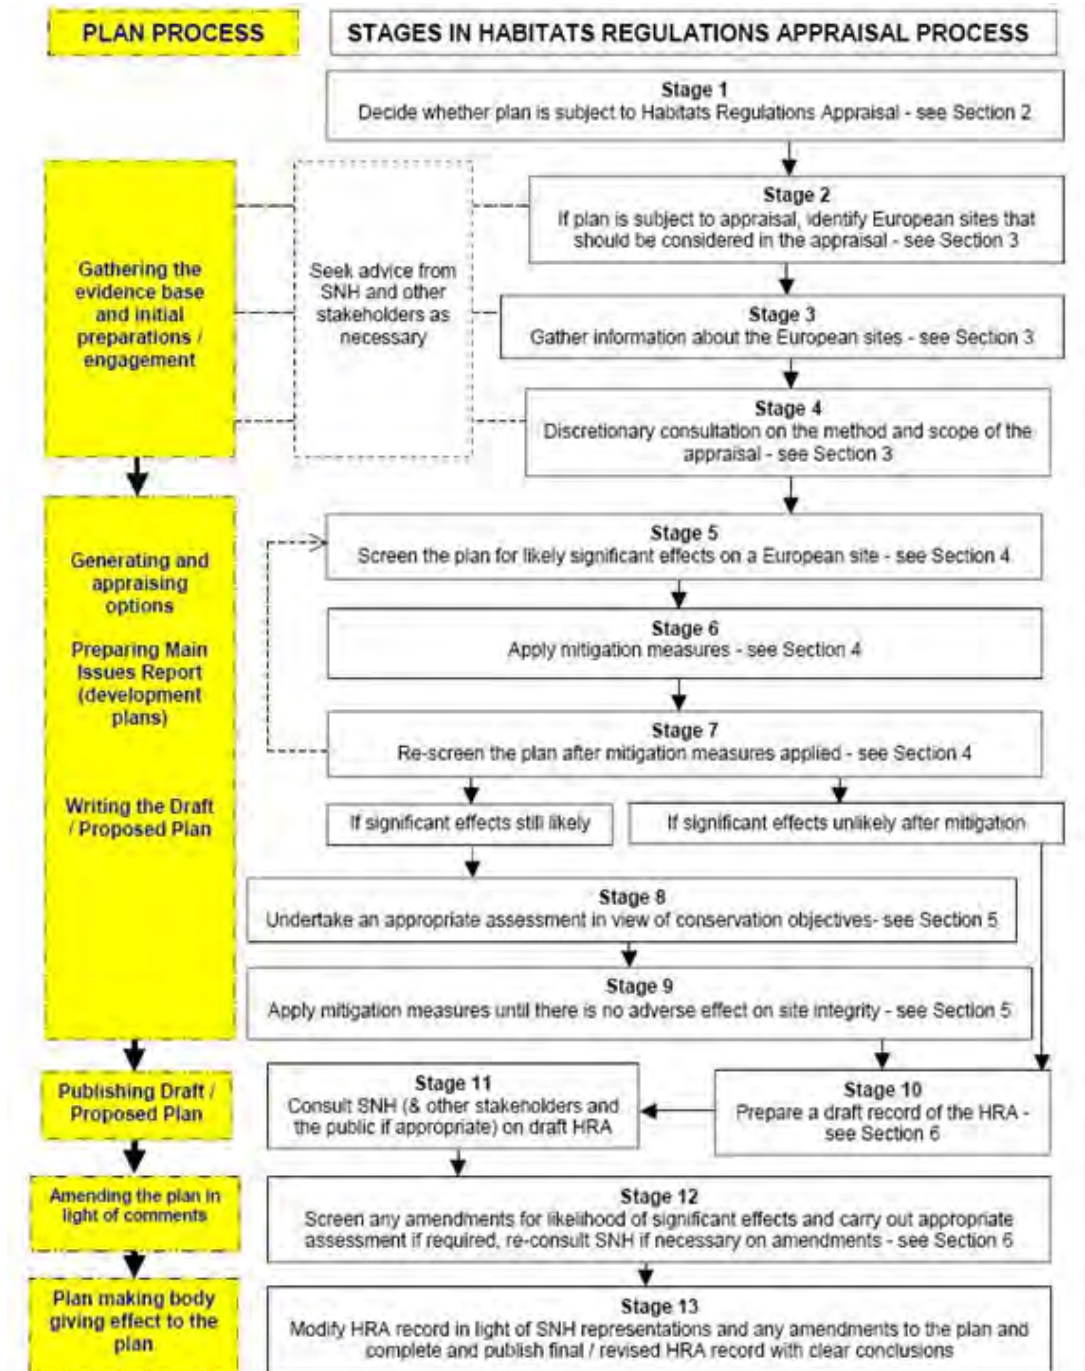 PLAN PROCESS
STAGES IN HABITATS REGULATIONS APPRAISAL PROCESS
Stage 1
Decide whether plan is subject to Habitats Regulations Appraisal - see Section 2
Gathering the
evidence base
and initial
preparations /
engagement
Seek advice from
SNH and other
stakeholders as
necessary
Stage 2
If plan is subject to appraisal, identify European sites that
should be considered in the appraisal - see Section 3
Stage 3
Gather information about the European sites - see Section 3
Stage 4
Discretionary consultation on the method and scope of the
appraisal - see Section 3
Generating and
appraising
options
Preparing Main
Issues Report
(development
plans)
Writing the Draft
/ Proposed Plan
Stage 5
Screen the plan for likely significant effects on a European site - see Section 4
Stage 6
Apply mitigation measures - see Section 4
Stage 7
Re-screen the plan after mitigation measures applied - see Section 4
If significant effects still likely
If significant effects unlikely after mitigation
Stage 8
Undertake an appropriate assessment in view of conservation objectives- see Section 5
Stage 9
Apply mitigation measures until there is no adverse effect on site integrity - see Section 5
Publishing Draft /
Proposed Plan
Stage 11
Consult SNH (& other stakeholders and
the public if appropriate) on draft HRA
Stage 10
Prepare a draft record of the HRA -
see Section 6
Amending the plan in
light of comments
Stage 12
Screen any amendments for likelihood of significant effects and carry out appropriate
assessment if required, re-consult SNH if necessary on amendments - see Section 6
Plan making body
giving effect to the
plan
Stage 13
Modify HRA record in light of SNH representations and any amendments to the plan and
complete and publish final / revised HRA record with clear conclusions